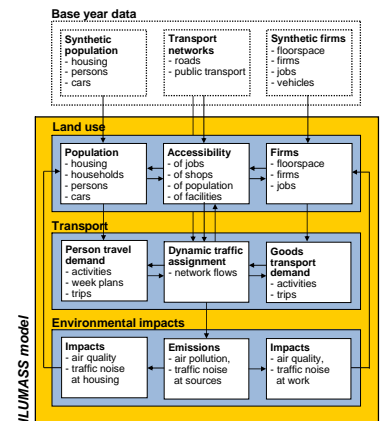 Base year data
Synthetic
population
- housing
- persons
- cars
Transport
networks
- roads
- public transport
Synthetic firms
- floorspace
- firms
- jobs
- vehicles
Land use
Population
- housing
- households
- persons
- cars
Accessibility
- of jobs
- of shops
- of population
- of facilities
Firms
- floorspace
- firms
- jobs
Transport
Person travel
demand
- activities
- week plans
- trips
Dynamic traffic
assignment
- network flows
Goods
transport
demand
- activities
- trips
Environmental impacts
Impacts
- air quality
- traffic noise
at housing
Emissions
- air pollution,
- traffic noise
at sources
Impacts
- air quality,
- traffic noise
at work
ILUMASS model